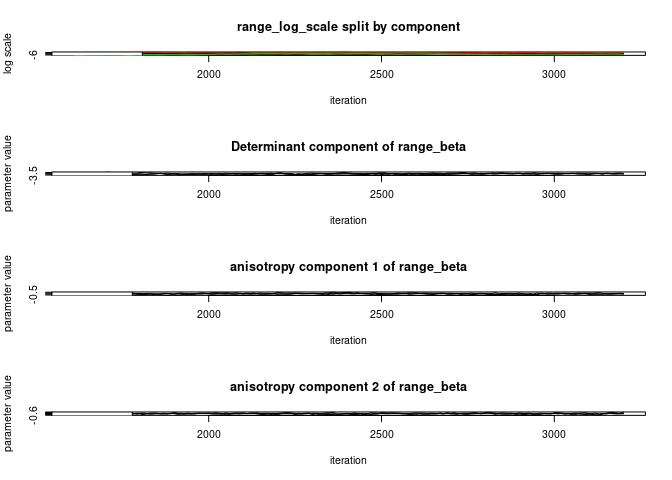 range_log_scale split by component
log scale
-6
2000 2500 3000
iteration
Determinant component of range_beta
parameter value
-3.5
2000 2500 3000
iteration
anisotropy component 1 of range_beta
parameter value
-0.5
2000 2500 3000
iteration
anisotropy component 2 of range_beta
parameter value
-0.6
2000 2500 3000
iteration